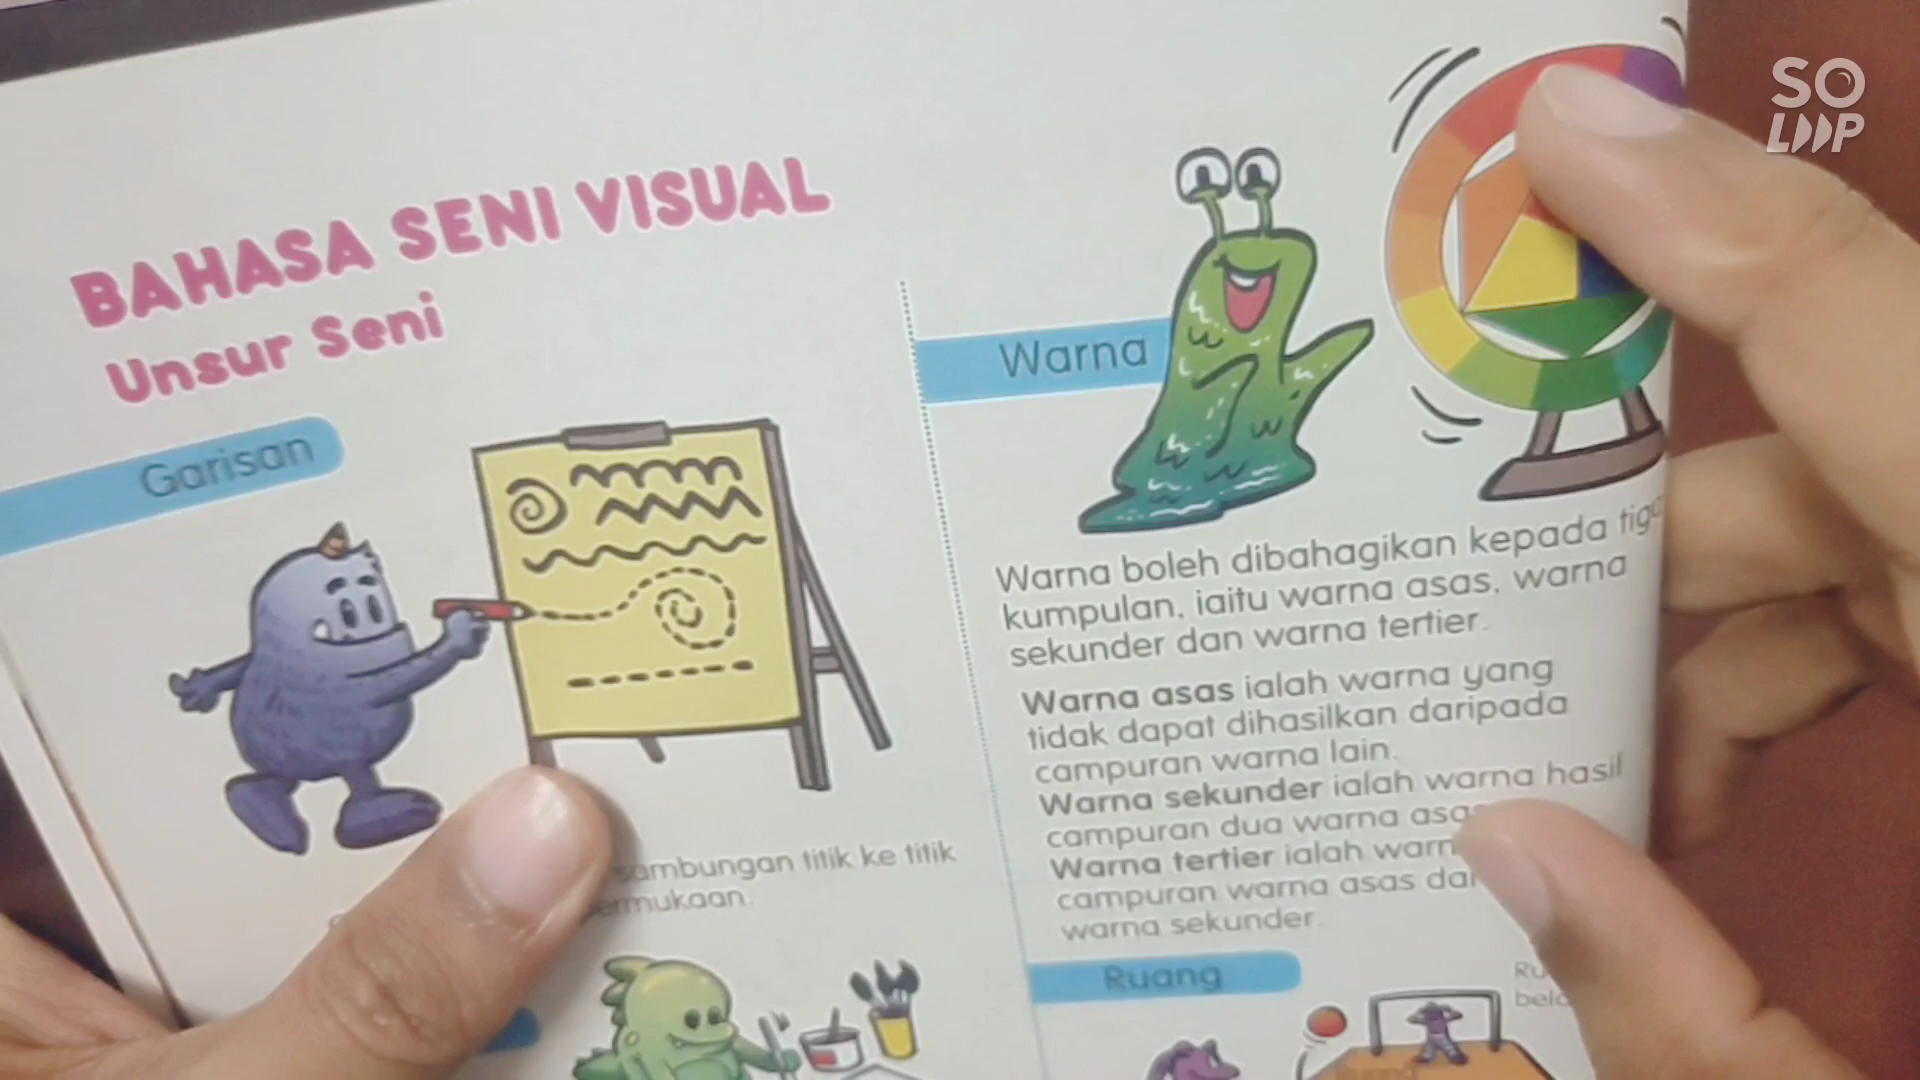 BAHASA SENI VISUAL
Unsur Seni
Garisan
sambungan titik ke titik
Warna
Warna boleh dibahagikan kepada
kumpulan, iaitu warna asas, warna
sekunder dan warna tertier.
Warna asas ialah warna yang
tidak dapat dihasilkan daripada
campuran warna lain.
Warna sekunder ialah warna hasil
campuran dua warna
Warna tertier ialah
campuran warna asas
warna sekunder.
Ruang
SOLOOP